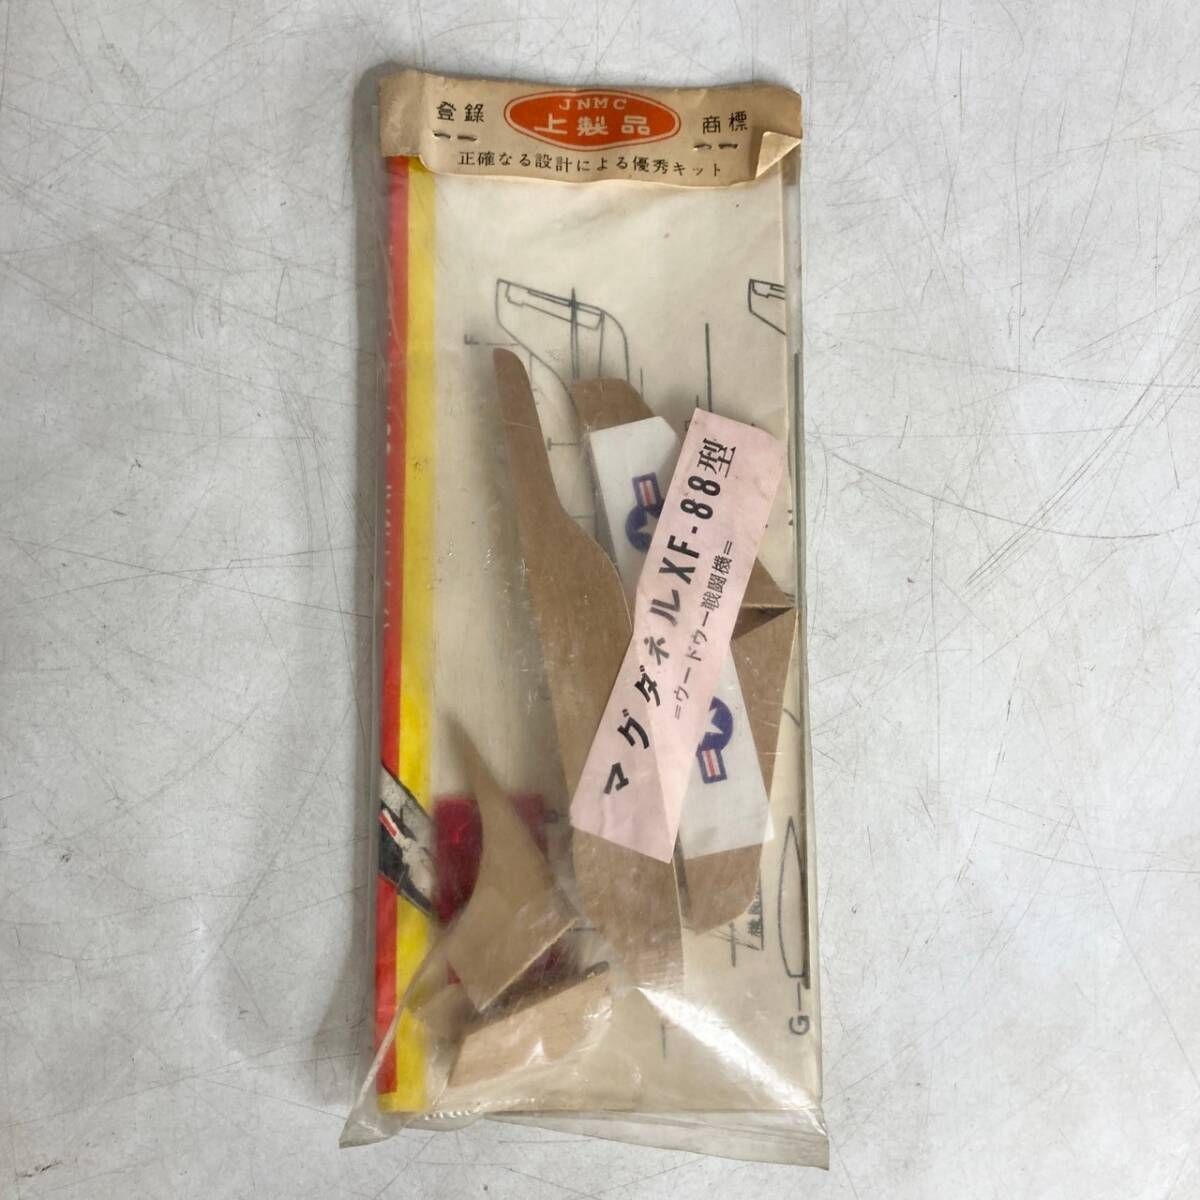 登録
JNMC
上製品
商標
正確なる設計による優秀キット
マグダネルXF-88型
=ウードゥー戦闘機=
F
G